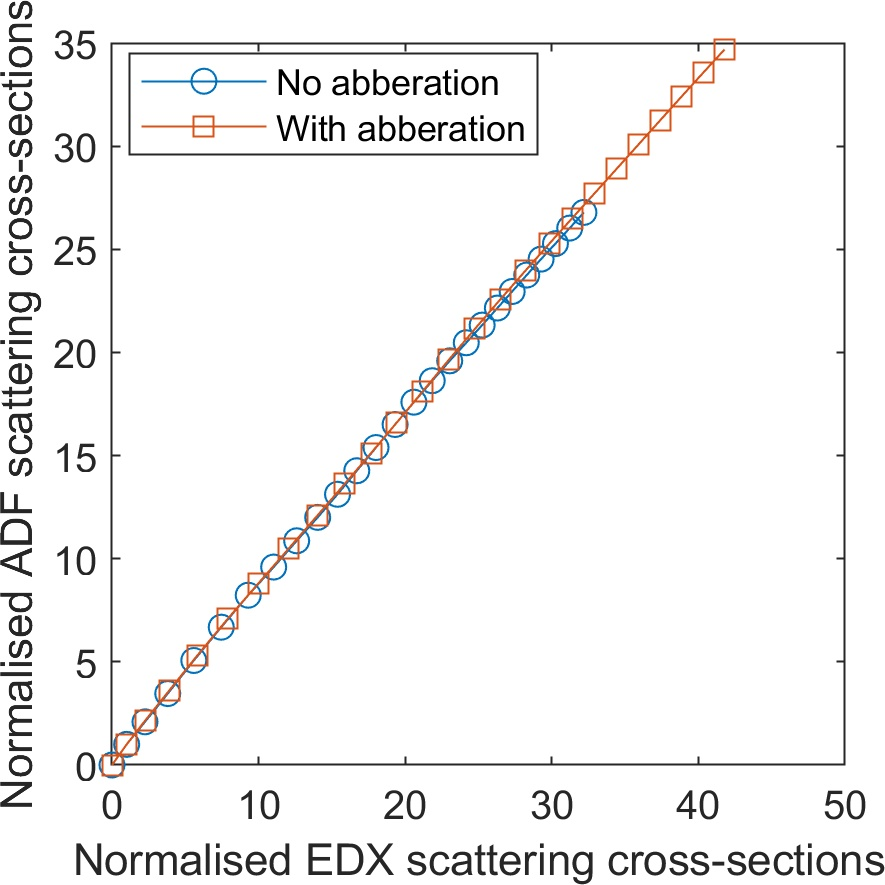 Normalised ADF scattering cross-sections
35
30
25
20
15
10
5
0
No abberation
With abberation
0 10 20 30 40 50
Normalised EDX scattering cross-sections